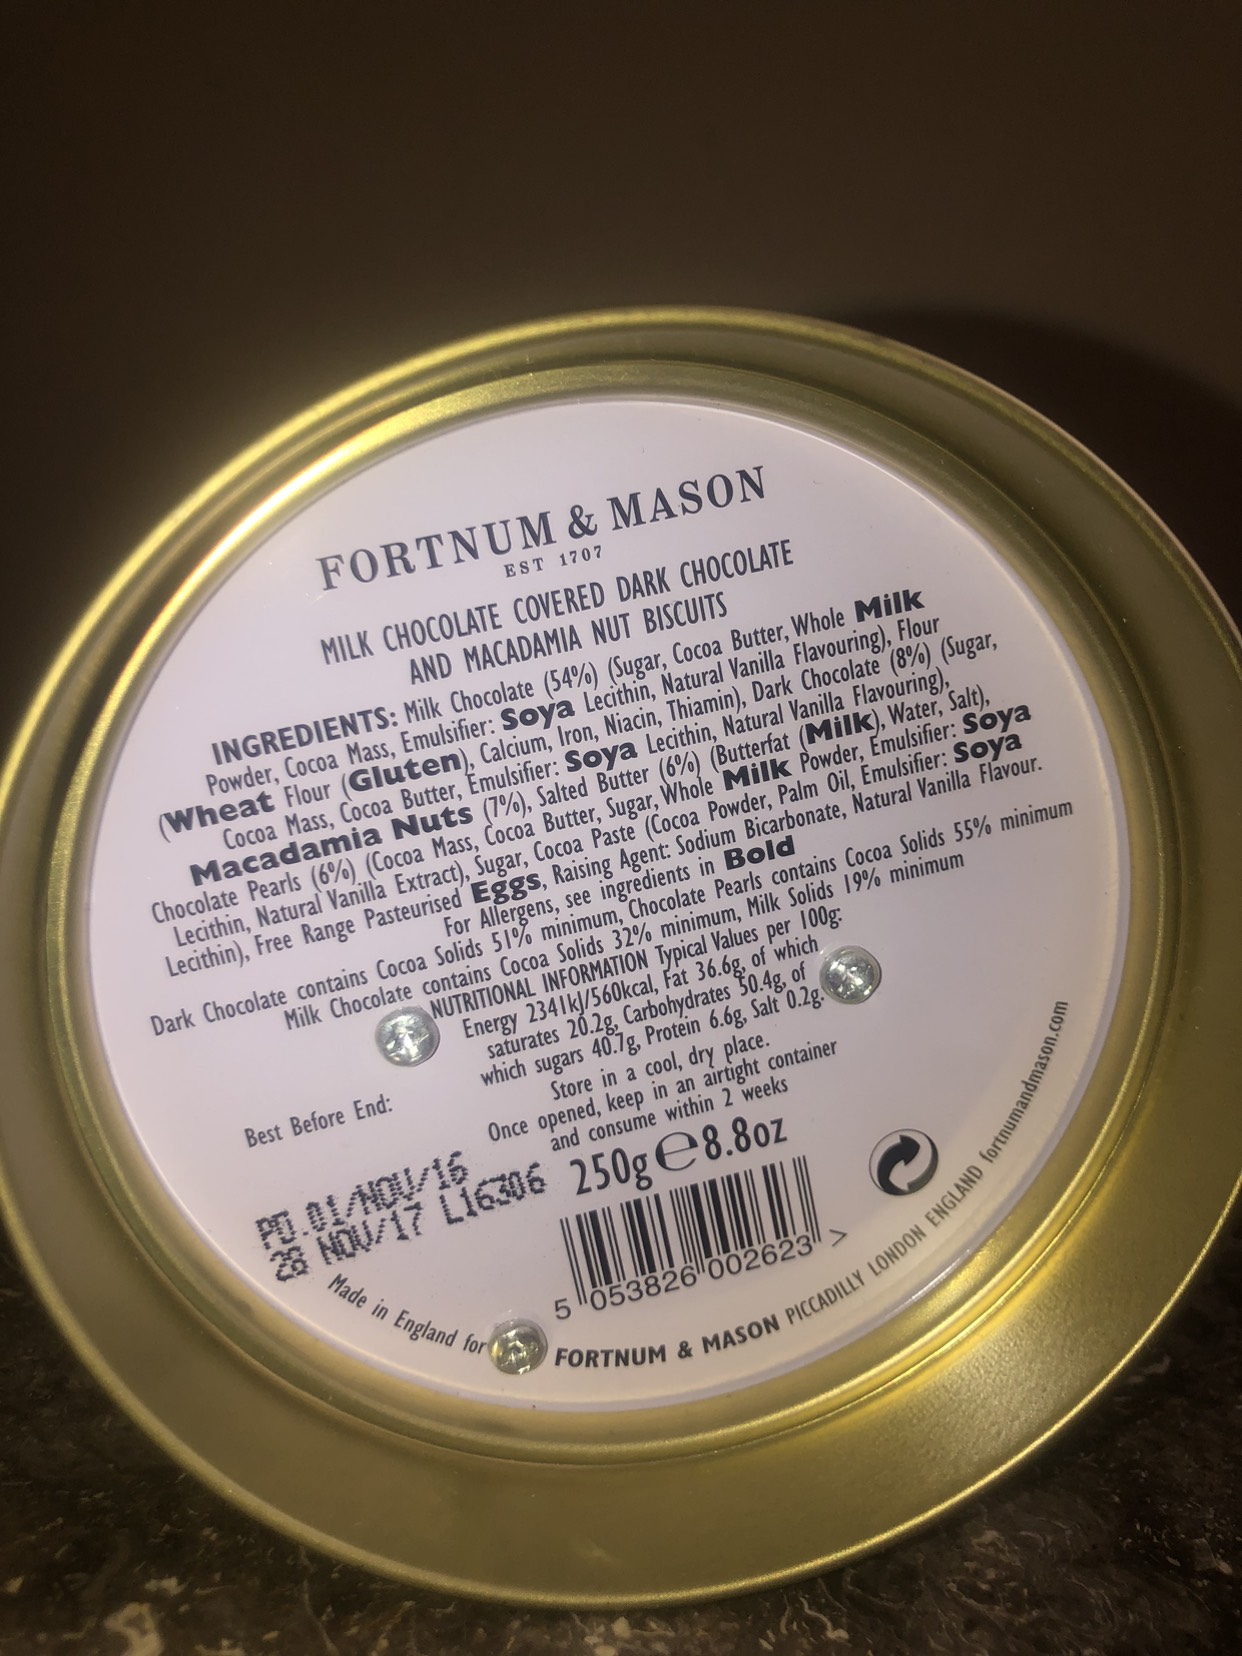 FORTNUM & MASON
EST 1707
MILK CHOCOLATE COVERED DARK CHOCOLATE
AND MACADAMIA NUT BISCUITS
INGREDIENTS: Milk Chocolate (54%) (Sugar, Cocoa Butter, Whole Milk
Powder, Cocoa Mass, Emulsifier: Soya Lecithin, Natural Vanilla Flavouring), Flour
(Wheat Flour (Gluten), Calcium, Iron, Niacin, Thiamin), Dark Chocolate (8%) (Sugar,
Cocoa Mass, Cocoa Butter, Emulsifier: Soya Lecithin, Natural Vanilla Flavouring),
Macadamia Nuts (7%), Salted Butter (6%) (Butterfat (Milk), Water, Salt),
Chocolate Pearls (6%) (Cocoa Mass, Cocoa Butter, Sugar, Whole Milk Powder, Emulsifier: Soya
Lecithin, Natural Vanilla Extract), Sugar, Cocoa Paste (Cocoa Powder, Palm Oil, Emulsifier: Soya
Lecithin), Free Range Pasteurised Eggs, Raising Agent: Sodium Bicarbonate, Natural Vanilla Flavour.
For Allergens, see ingredients in Bold
Dark Chocolate contains Cocoa Solids 51% minimum, Chocolate Pearls contains Cocoa Solids 55% minimum
Milk Chocolate contains Cocoa Solids 32% minimum, Milk Solids 19% minimum
NUTRITIONAL INFORMATION Typical Values per 100g:
Energy 2341kJ/560kcal, Fat 36.6g, of which
saturates 20.2g, Carbohydrates 50.4g, of
which sugars 40.7g, Protein 6.6g, Salt 0.2g.
Store in a cool, dry place.
Once opened, keep in an airtight container
and consume within 2 weeks
Best Before End:
PD.01/NOV/16
28 NOV/17 L16306
250g e 8.8oz
5 053826 002623 >
Made in England for FORTNUM & MASON PICCADILLY LONDON ENGLAND fortnumandmason.com